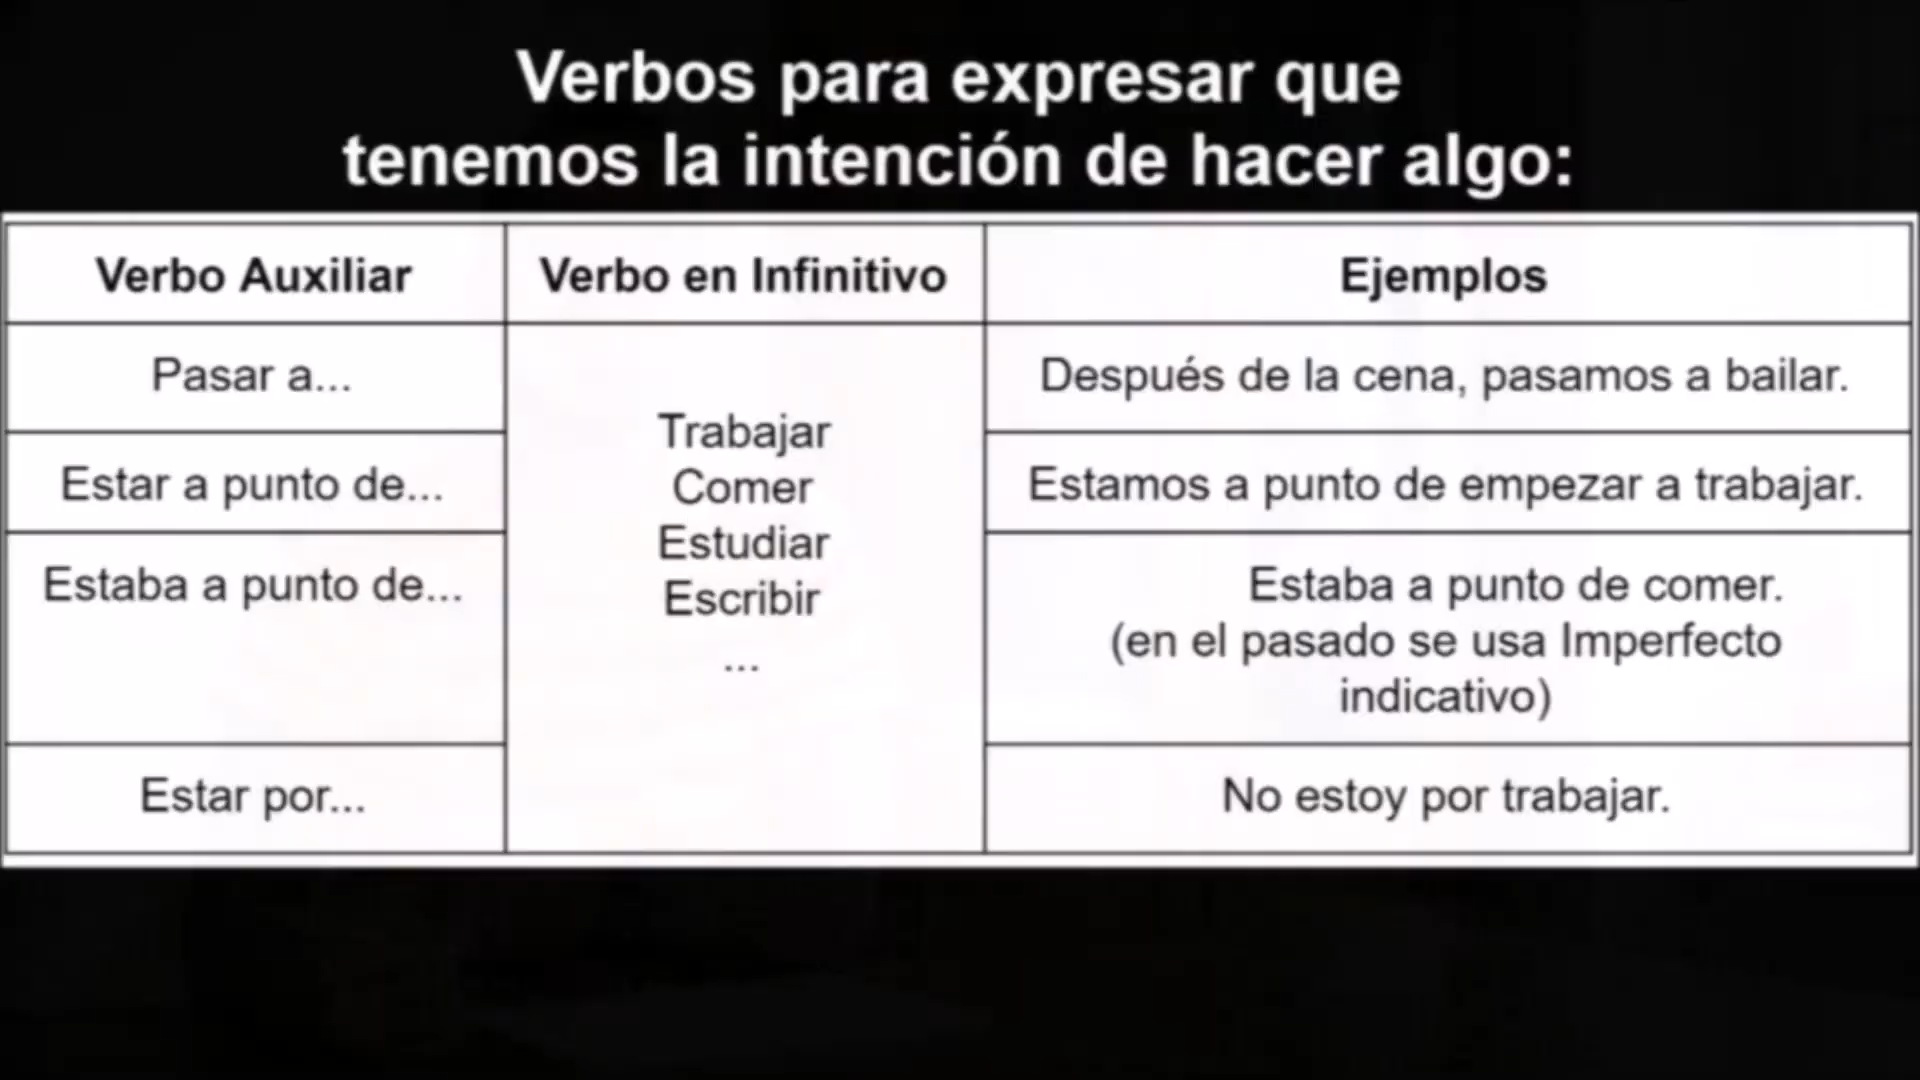 Verbos para expresar que
tenemos la intención de hacer algo:
Verbo Auxiliar
Verbo en Infinitivo
Ejemplos
Pasar a...
Después de la cena, pasamos a bailar.
Trabajar
Estar a punto de...
Comer
Estamos a punto de empezar a trabajar.
Estudiar
Estaba a punto de...
Escribir
...
Estaba a punto de comer.
(en el pasado se usa Imperfecto
indicativo)
Estar por...
No estoy por trabajar.